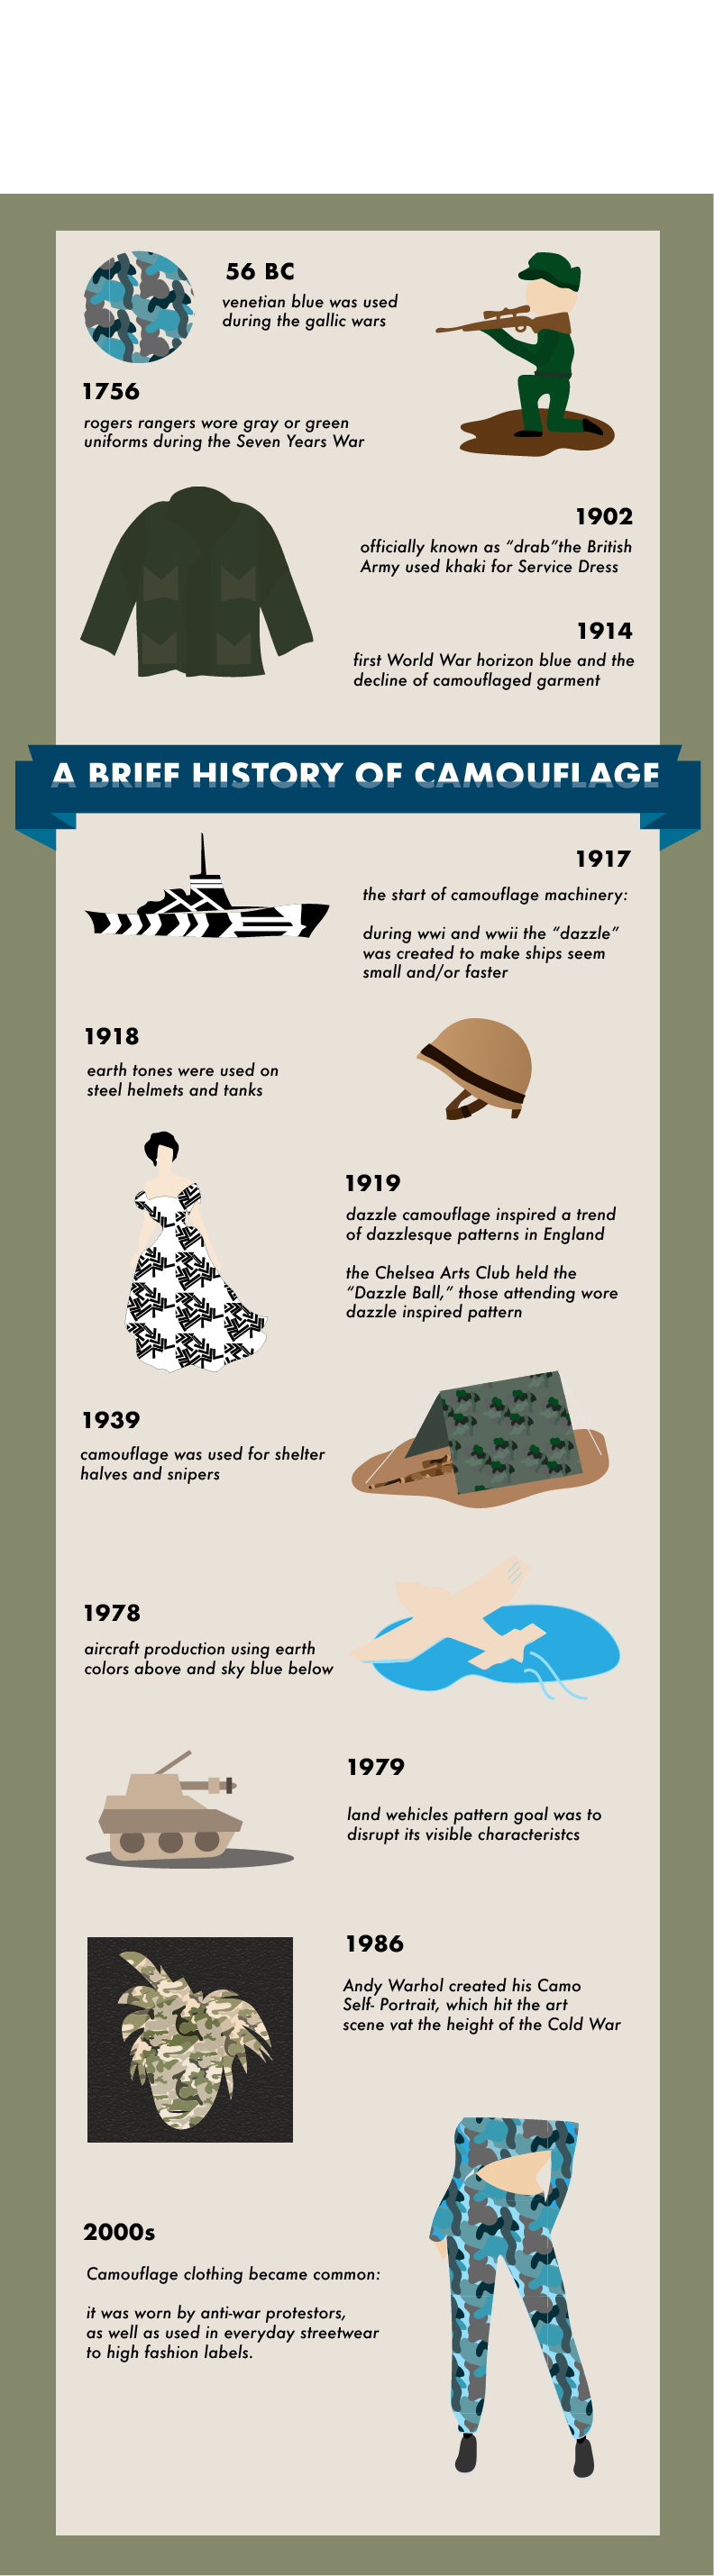 56 BC
venetian blue was used
during the gallic wars
1756
rogers rangers wore gray or green
uniforms during the Seven Years War
1902
officially known as “drab”the British
Army used khaki for Service Dress
1914
first World War horizon blue and the
decline of camouflaged garment
A BRIEF HISTORY OF CAMOUFLAGE
1917
the start of camouflage machinery:
during wwi and wwii the “dazzle”
was created to make ships seem
small and/or faster
1918
earth tones were used on
steel helmets and tanks
1919
dazzle camouflage inspired a trend
of dazzlesque patterns in England
the Chelsea Arts Club held the
“Dazzle Ball,” those attending wore
dazzle inspired pattern
1939
camouflage was used for shelter
halves and snipers
1978
aircraft production using earth
colors above and sky blue below
1979
land wehicles pattern goal was to
disrupt its visible characteristcs
1986
Andy Warhol created his Camo
Self- Portrait, which hit the art
scene vat the height of the Cold War
2000s
Camouflage clothing became common:
it was worn by anti-war protestors,
as well as used in everyday streetwear
to high fashion labels.